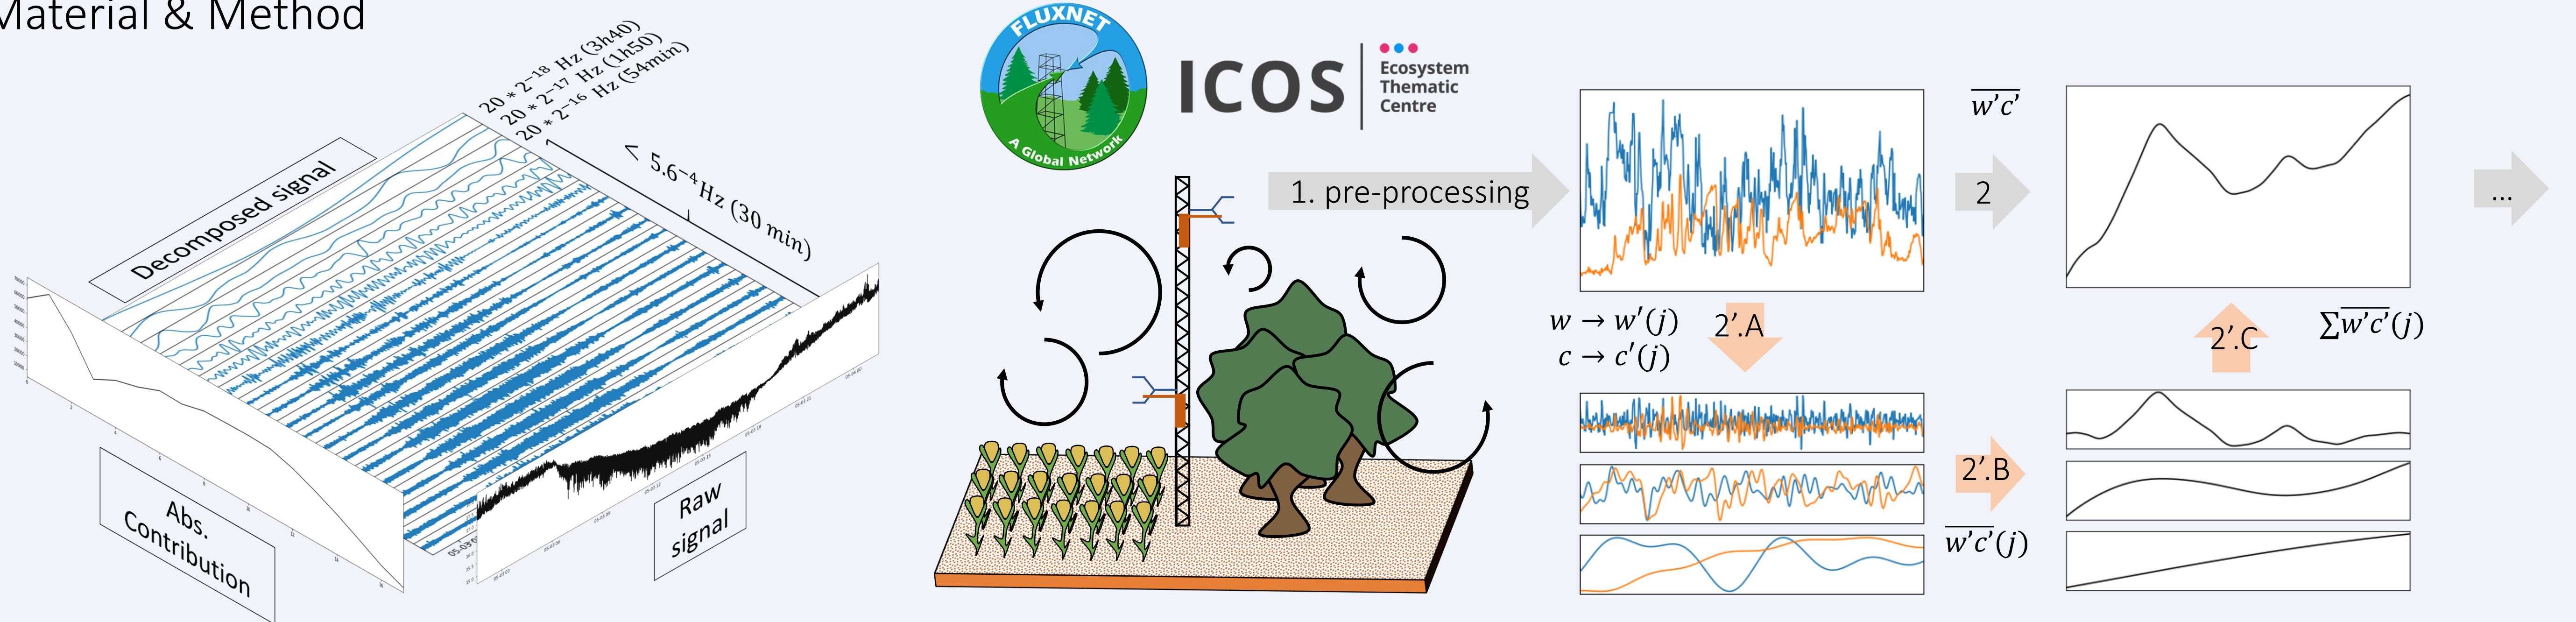 Material & Method
20 * 2⁻¹⁸ Hz (3h40)
20 * 2⁻¹⁷ Hz (1h50)
20 * 2⁻¹⁶ Hz (54min)
< 5.6⁻⁴Hz (30 min)
Decomposed signal
Abs.
Contribution
Raw
signal
FLUXNET
A Global Network
ICOS
Ecosystem
Thematic
Centre
1. pre-processing
w̅'̅c̅'̅
2
...
w → w′(j)
c → c′(j)
2'.A
2'.B
w̅'̅c̅'̅(j)
2'.C
∑w̅'̅c̅'̅(j)